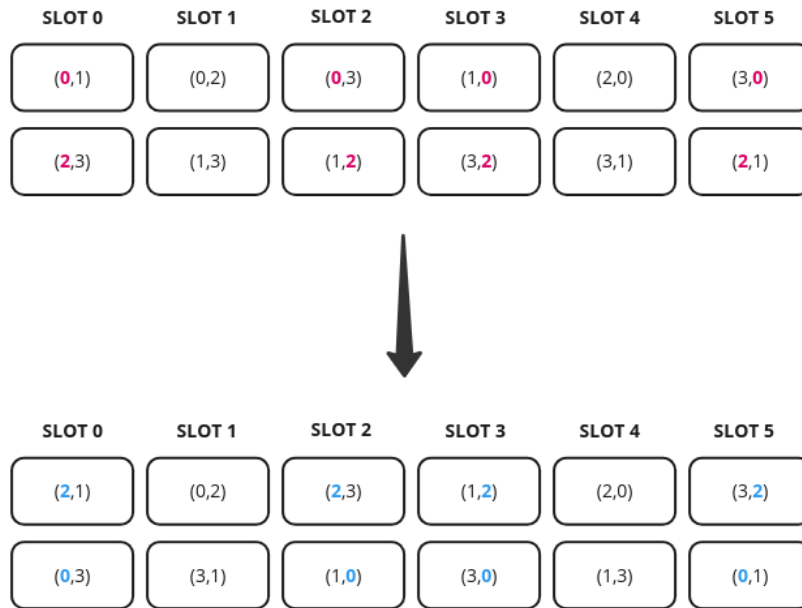 SLOT 0 SLOT 1 SLOT 2 SLOT 3 SLOT 4 SLOT 5
(0,1) (0,2) (0,3) (1,0) (2,0) (3,0)
(2,3) (1,3) (1,2) (3,2) (3,1) (2,1)
SLOT 0 SLOT 1 SLOT 2 SLOT 3 SLOT 4 SLOT 5
(2,1) (0,2) (2,3) (1,2) (2,0) (3,2)
(0,3) (3,1) (1,0) (3,0) (1,3) (0,1)